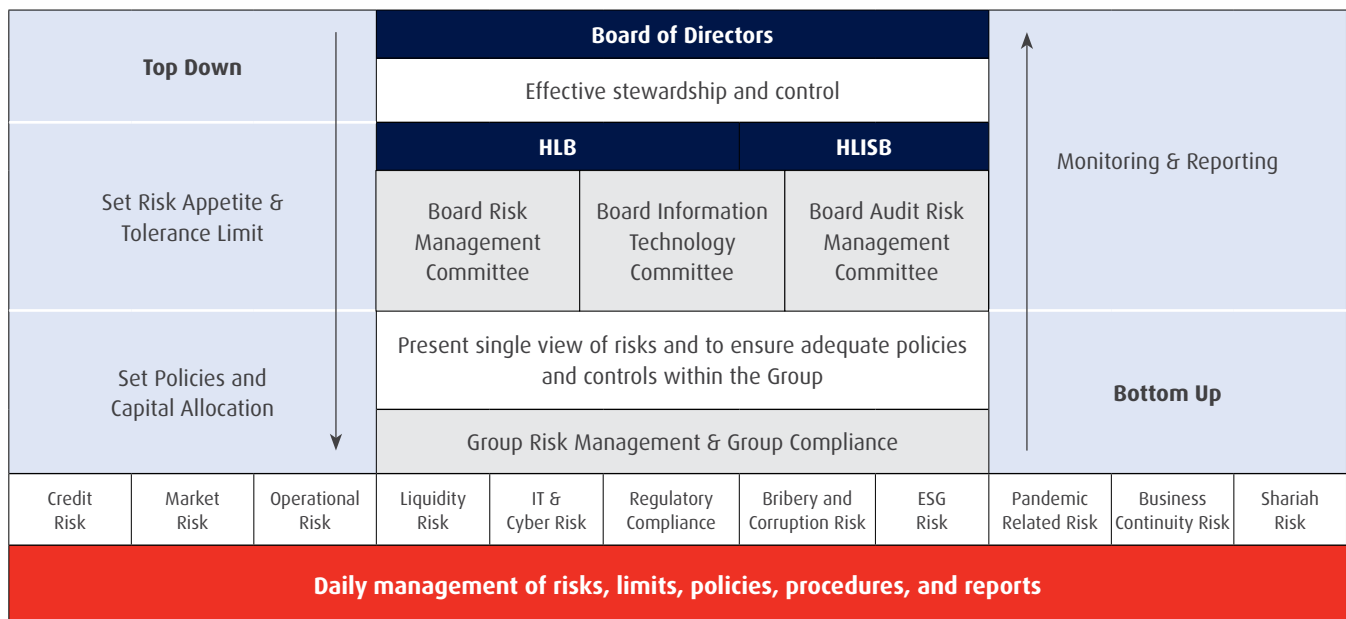 Board of Directors
Top Down
Effective stewardship and control
HLB
HLISB
Monitoring & Reporting
Set Risk Appetite &
Tolerance Limit
Board Risk
Management
Committee
Board Information
Technology
Committee
Board Audit Risk
Management
Committee
Present single view of risks and to ensure adequate policies
and controls within the Group
Set Policies and
Capital Allocation
Bottom Up
Group Risk Management & Group Compliance
Credit
Risk
Market
Risk
Operational
Risk
Liquidity
Risk
IT &
Cyber Risk
Regulatory
Compliance
Bribery and
Corruption Risk
ESG
Risk
Pandemic
Related Risk
Business
Continuity Risk
Shariah
Risk
Daily management of risks, limits, policies, procedures, and reports